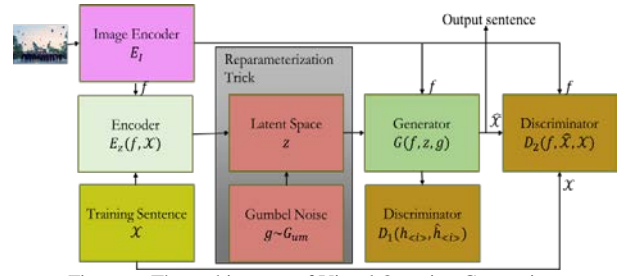 Output sentence
Image Encoder
E_I
f
f
f
Reparameterization
Trick
Encoder
E_z(f, X)
Latent Space
z
Generator
G(f, z, g)
X̂
Discriminator
D_2(f, X̂, X)
Training Sentence
X
Gumbel Noise
g~G_um
Discriminator
D_1(h_<i>, ĥ_<i>)
X